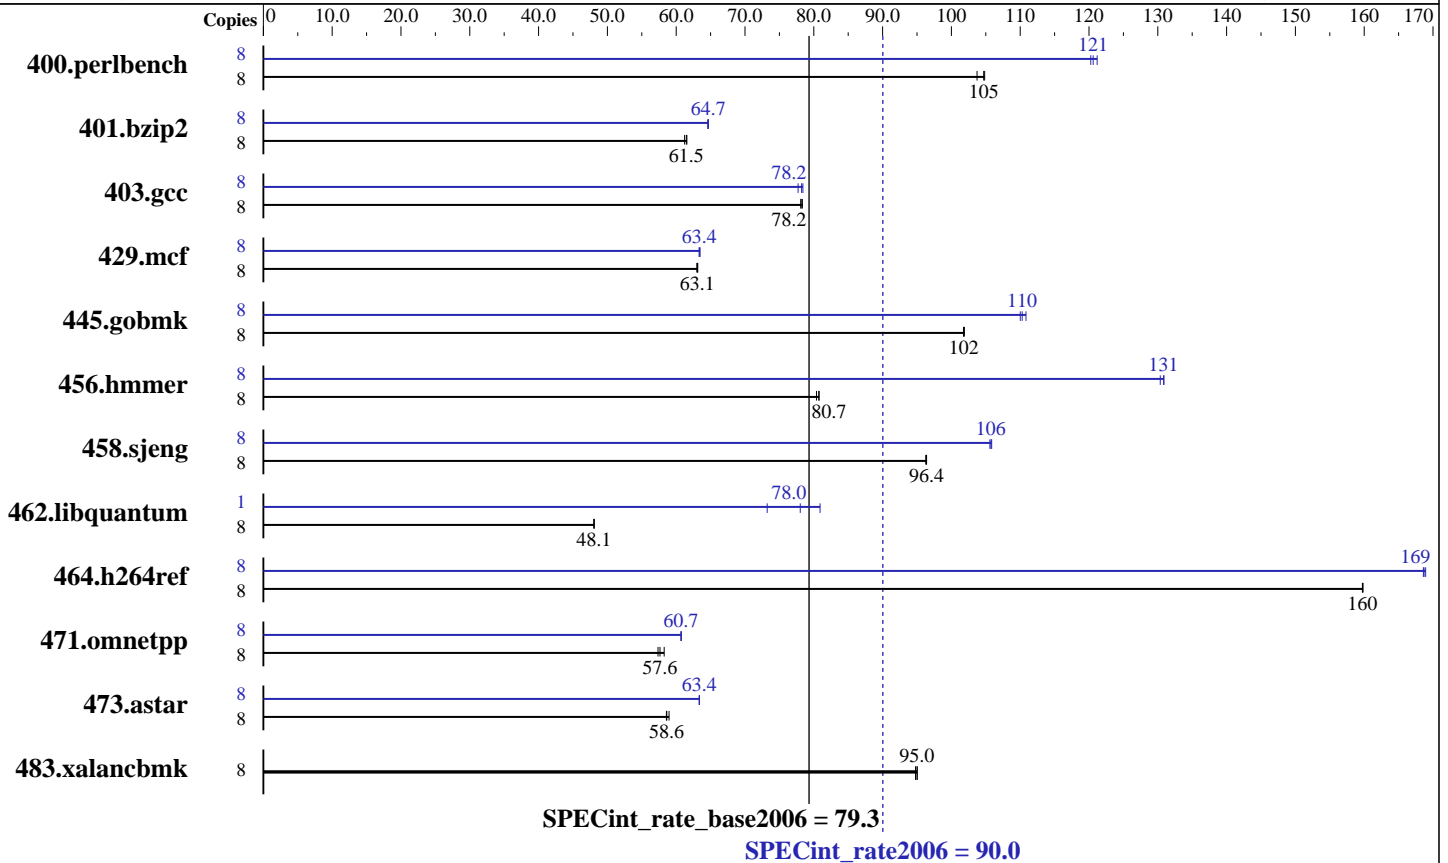 Copies 0 10.0 20.0 30.0 40.0 50.0 60.0 70.0 80.0 90.0 100 110 120 130 140 150 160 170
400.perlbench 8 121
8 105
401.bzip2 8 64.7
8 61.5
403.gcc 8 78.2
8 78.2
429.mcf 8 63.4
8 63.1
445.gobmk 8 110
8 102
456.hmmer 8 131
8 80.7
458.sjeng 8 106
8 96.4
462.libquantum 1 78.0
8 48.1
464.h264ref 8 169
8 160
471.omnetpp 8 60.7
8 57.6
473.astar 8 63.4
8 58.6
483.xalancbmk 8 95.0
SPECint_rate_base2006 = 79.3
SPECint_rate2006 = 90.0